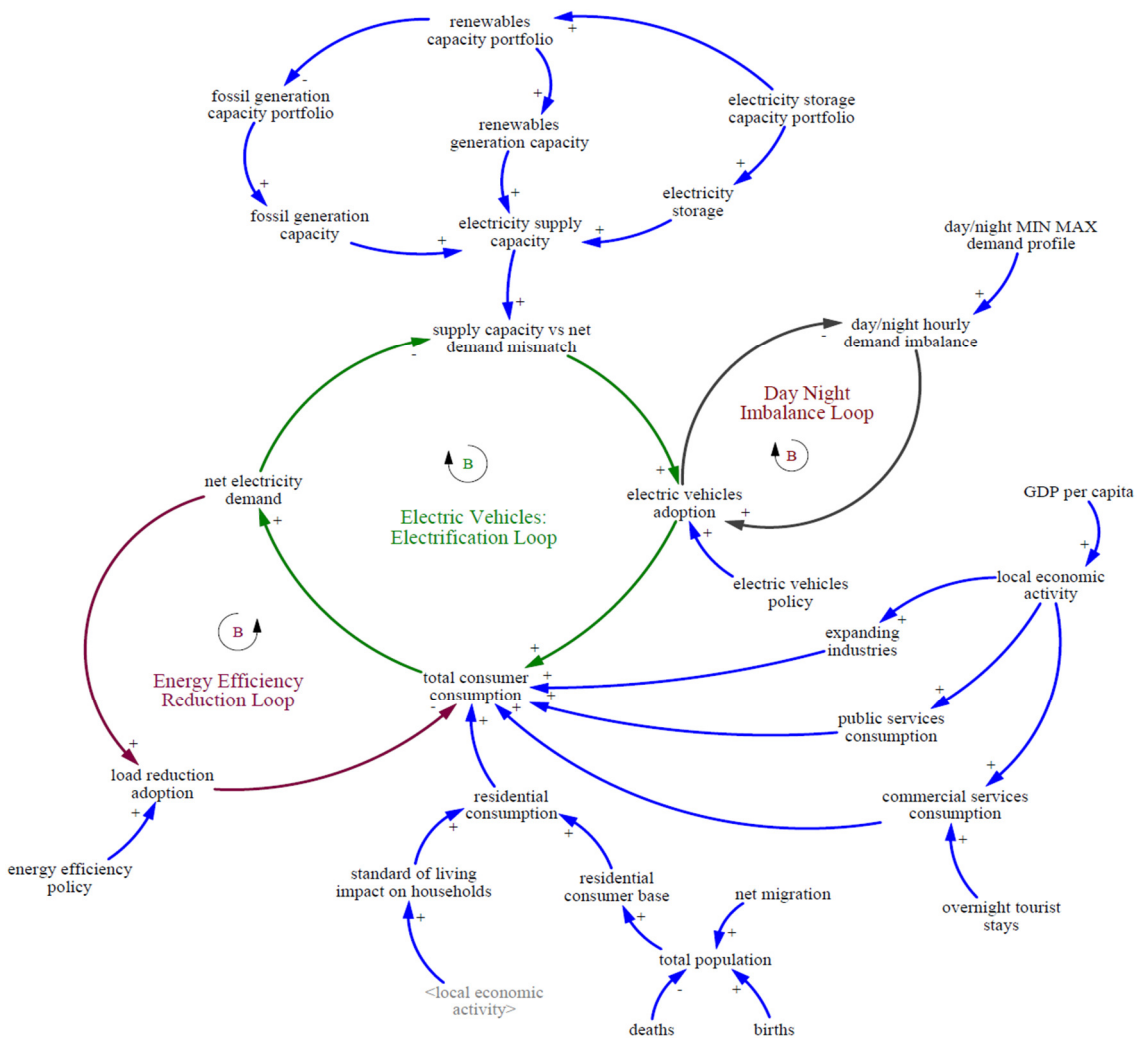 renewables
capacity portfolio
+
-
fossil generation
capacity portfolio
+
renewables
generation capacity
electricity storage
capacity portfolio
+
+
+
electricity
storage
fossil generation
capacity
+
electricity supply
capacity
+
day/night MIN MAX
demand profile
+
+
supply capacity vs net
demand mismatch
-
day/night hourly
demand imbalance
-
Day Night
Imbalance Loop
B
B
+
net electricity
demand
+
electric vehicles
adoption
+
+
Electric Vehicles:
Electrification Loop
GDP per capita
+
electric vehicles
policy
local economic
activity
B
+
expanding
industries
+
Energy Efficiency
Reduction Loop
total consumer
consumption
+
+
-
+
+
+
public services
consumption
+
load reduction
adoption
+
+
residential
consumption
commercial services
consumption
+
energy efficiency
policy
+
+
standard of living
impact on households
residential
consumer base
net migration
overnight tourist
stays
+
+
+
total population
<local economic
activity>
-
+
deaths
births